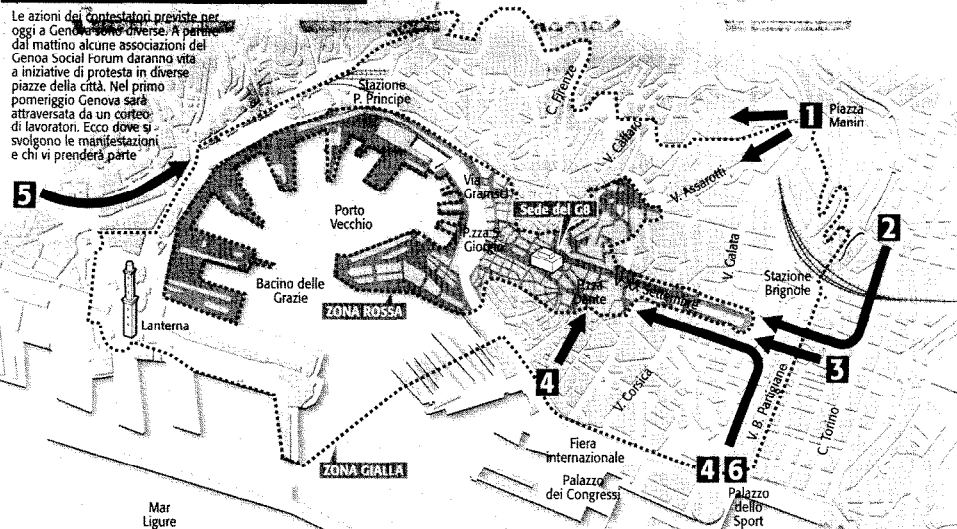 Le azioni dei contestatori previste per
oggi a Genova sono diverse. A partire
dal mattino alcune associazioni del
Genoa Social Forum daranno vita
a iniziative di protesta in diverse
piazze della città. Nel primo
pomeriggio Genova sarà
attraversata da un corteo
di lavoratori. Ecco dove si
svolgono le manifestazioni
e chi vi prenderà parte
Stazione
P. Principe
C. Firenze
V. Caffaro
1
Piazza
Manin
V. Assarotti
5
Via
Gramsci
Sede del G8
2
Porto
Vecchio
P.zza S.
Giorgio
V. Galata
Stazione
Brignole
Bacino delle
Grazie
P.zza
Dante
V. XX Settembre
ZONA ROSSA
Lanterna
4
3
V. Corsica
V. B. Partigiane
C. Torino
Fiera
Internazionale
ZONA GIALLA
4 6
Palazzo
dei Congressi
Palazzo
dello
Sport
Mar
Ligure